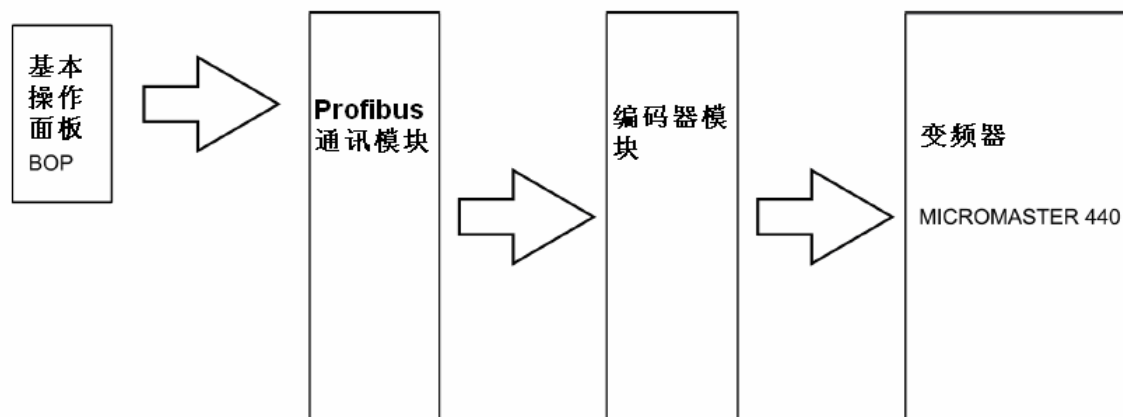 基本
操作
面板
BOP
Profibus
通讯模块
编码器模
块
变频器
MICROMASTER 440